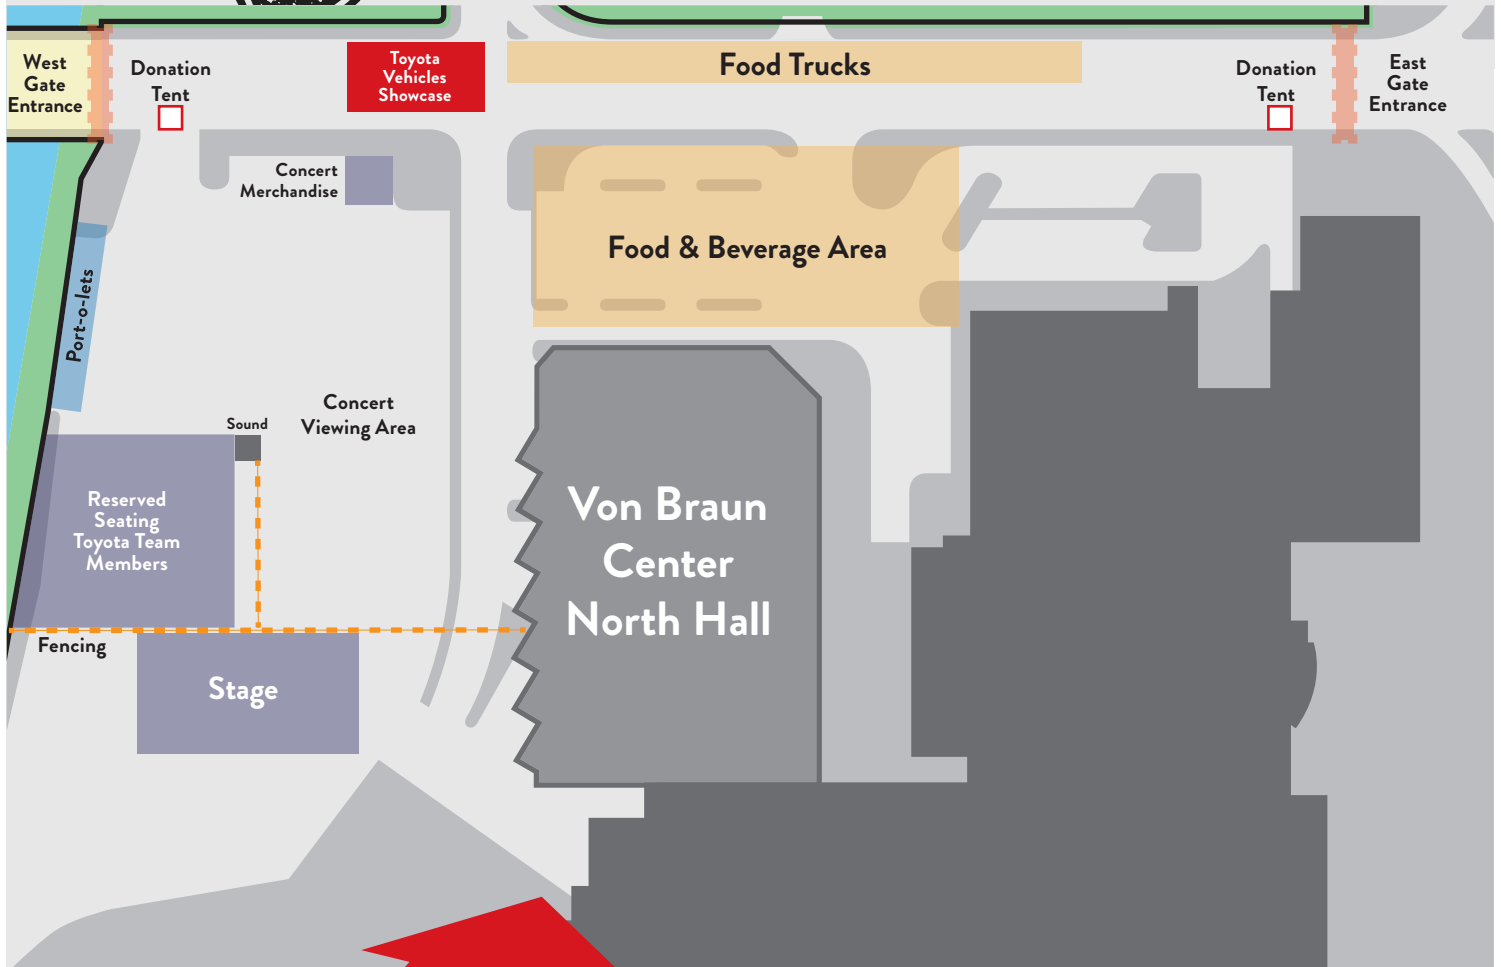 West
Gate
Entrance
Donation
Tent
Toyota
Vehicles
Showcase
Food Trucks
Donation
Tent
East
Gate
Entrance
Concert
Merchandise
Food & Beverage Area
Port-o-lets
Concert
Viewing Area
Sound
Reserved
Seating
Toyota Team
Members
Von Braun
Center
North Hall
Fencing
Stage